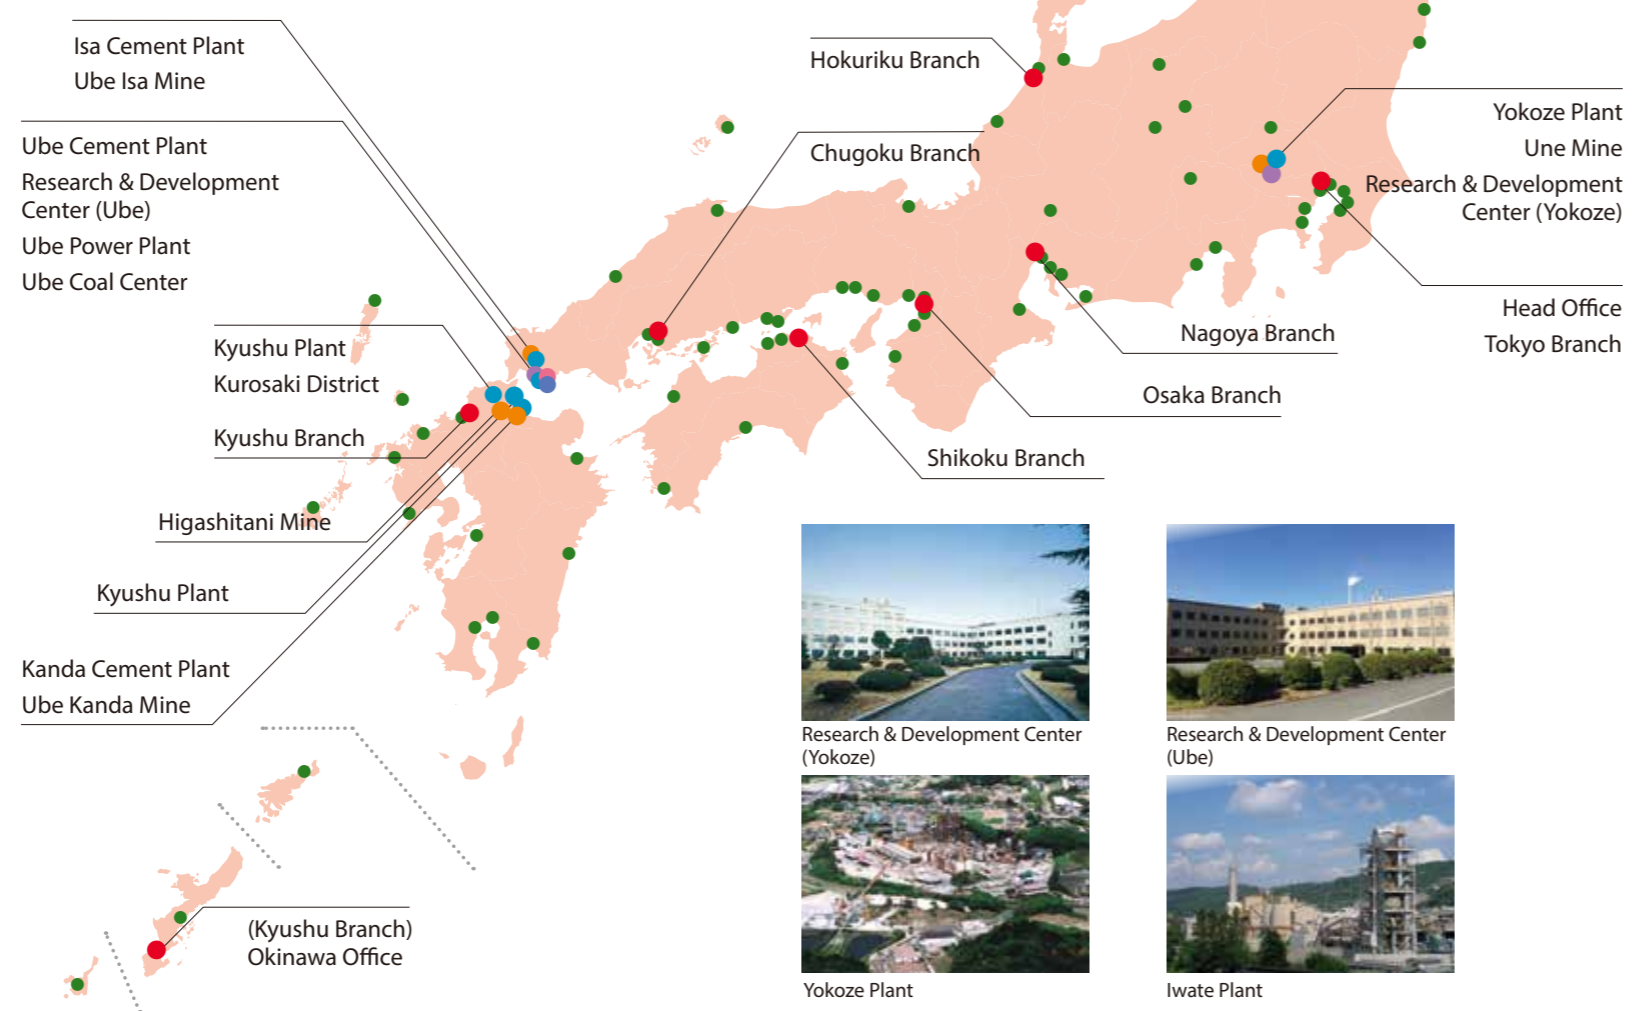 Isa Cement Plant
Ube Isa Mine
Ube Cement Plant
Research & Development
Center (Ube)
Ube Power Plant
Ube Coal Center
Kyushu Plant
Kurosaki District
Kyushu Branch
Higashitani Mine
Kyushu Plant
Kanda Cement Plant
Ube Kanda Mine
(Kyushu Branch)
Okinawa Office
Hokuriku Branch
Chugoku Branch
Yokoze Plant
Une Mine
Research & Development
Center (Yokoze)
Head Office
Tokyo Branch
Nagoya Branch
Osaka Branch
Shikoku Branch
Research & Development Center
(Yokoze)
Research & Development Center
(Ube)
Yokoze Plant
Iwate Plant